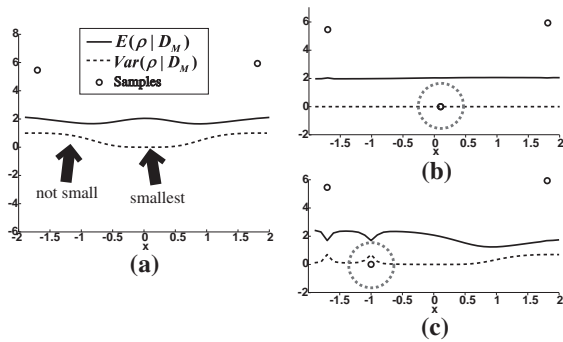 8
6
4
2
0
-2
-4
-6
-2 -1.5 -1 -0.5 0 0.5 1 1.5 2
x
E(ρ | D_M)
Var(ρ | D_M)
Samples
not small
smallest
(a)
6
4
2
0
-2
-1.5 -1 -0.5 0 0.5 1 1.5 2
x
(b)
6
4
2
0
-2
-1.5 -1 -0.5 0 0.5 1 1.5 2
x
(c)